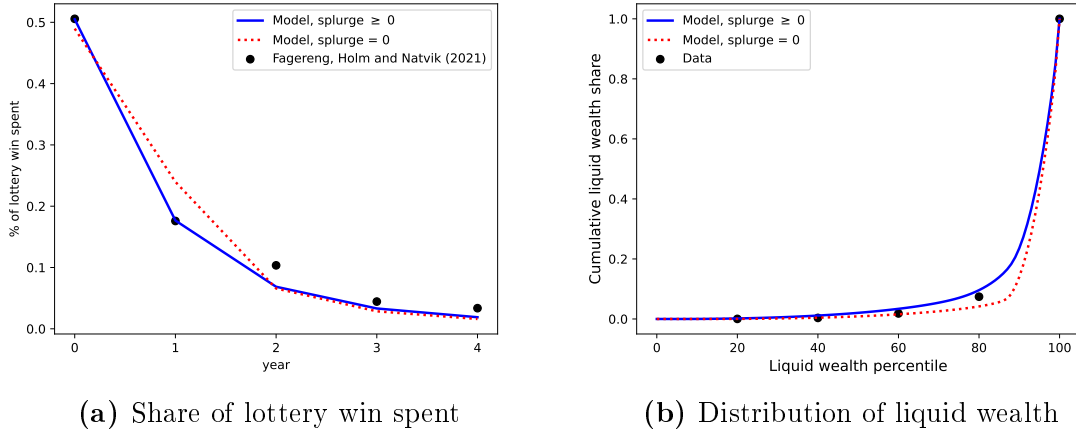 % of lottery win spent
0.5
0.4
0.3
0.2
0.1
0.0
Model, splurge ≥ 0
Model, splurge = 0
Fagereng, Holm and Natvik (2021)
0 1 2 3 4
year
(a) Share of lottery win spent
Cumulative liquid wealth share
1.0
0.8
0.6
0.4
0.2
0.0
Model, splurge ≥ 0
Model, splurge = 0
Data
0 20 40 60 80 100
Liquid wealth percentile
(b) Distribution of liquid wealth